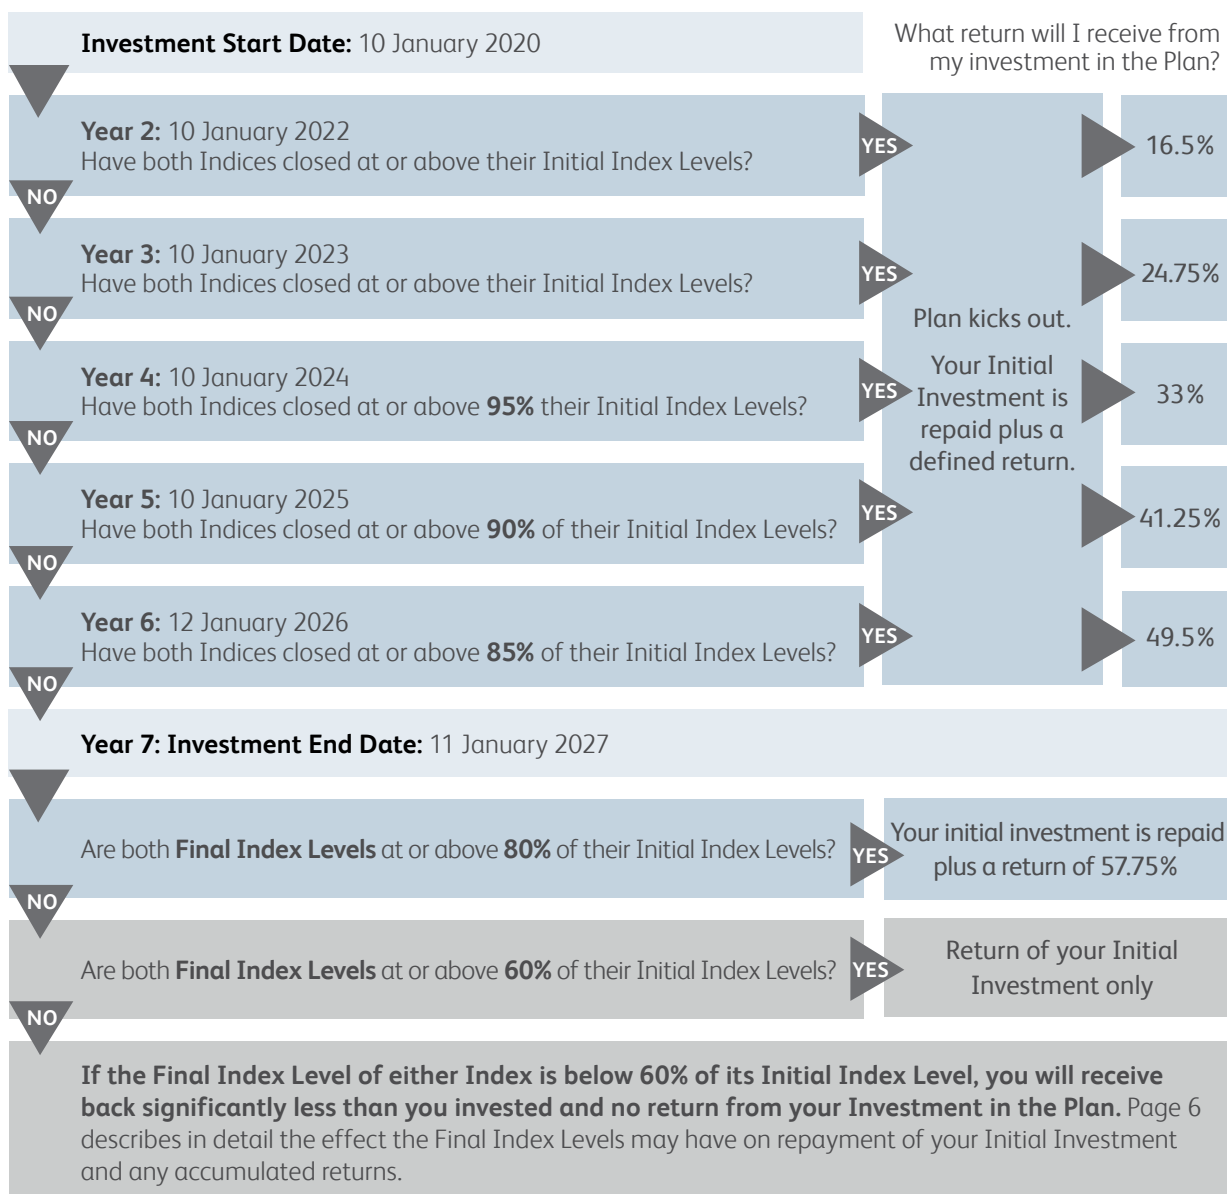 Investment Start Date: 10 January 2020
What return will I receive from
my investment in the Plan?
Year 2: 10 January 2022
Have both Indices closed at or above their Initial Index Levels?
YES
16.5%
NO
Year 3: 10 January 2023
Have both Indices closed at or above their Initial Index Levels?
YES
24.75%
NO
Plan kicks out.
Your Initial
Investment is
repaid plus a
defined return.
Year 4: 10 January 2024
Have both Indices closed at or above 95% their Initial Index Levels?
YES
33%
NO
Year 5: 10 January 2025
Have both Indices closed at or above 90% of their Initial Index Levels?
YES
41.25%
NO
Year 6: 12 January 2026
Have both Indices closed at or above 85% of their Initial Index Levels?
YES
49.5%
NO
Year 7: Investment End Date: 11 January 2027
Are both Final Index Levels at or above 80% of their Initial Index Levels?
YES
Your initial investment is repaid
plus a return of 57.75%
NO
Are both Final Index Levels at or above 60% of their Initial Index Levels?
YES
Return of your Initial
Investment only
NO
If the Final Index Level of either Index is below 60% of its Initial Index Level, you will receive
back significantly less than you invested and no return from your Investment in the Plan. Page 6
describes in detail the effect the Final Index Levels may have on repayment of your Initial Investment
and any accumulated returns.